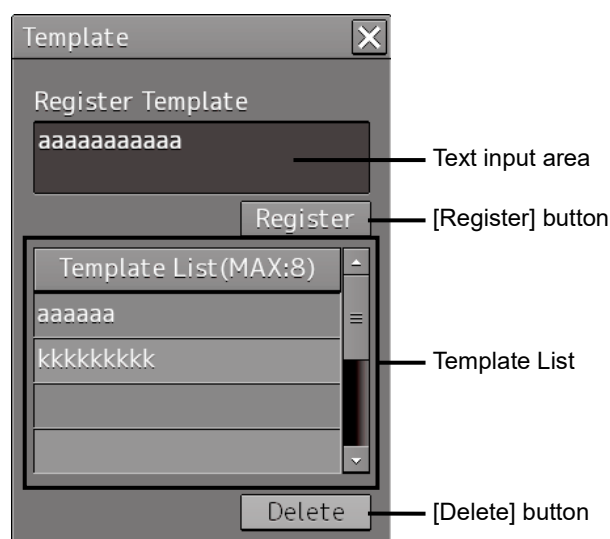 Template
Register Template
aaaaaaaaaaa
Text input area
Register
[Register] button
Template List(MAX:8)
aaaaaa
kkkkkkkkk
Template List
Delete
[Delete] button